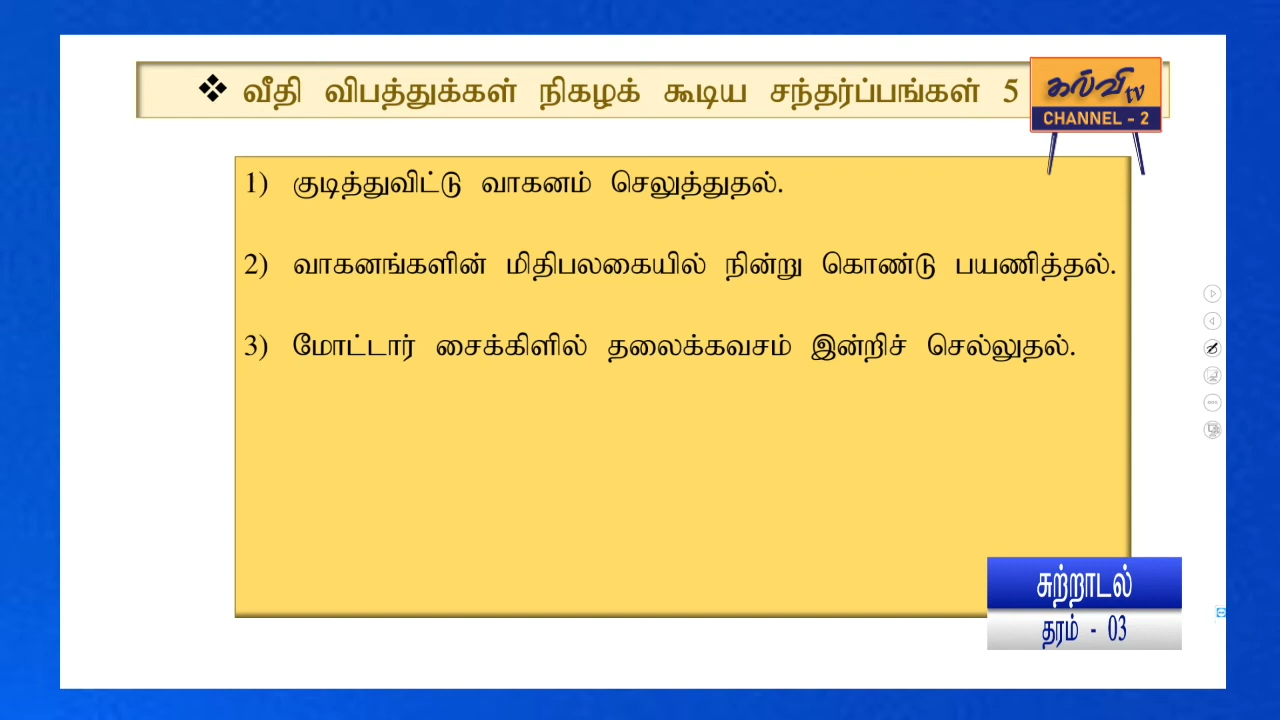 ❖ வீதி விபத்துக்கள் நிகழக் கூடிய சந்தர்ப்பங்கள் 5
கல்வி tv
CHANNEL - 2
1) குடித்துவிட்டு வாகனம் செலுத்துதல்.
2) வாகனங்களின் மிதிபலகையில் நின்று கொண்டு பயணித்தல்.
3) மோட்டார் சைக்கிளில் தலைக்கவசம் இன்றிச் செல்லுதல்.
சுற்றாடல்
தரம் - 03